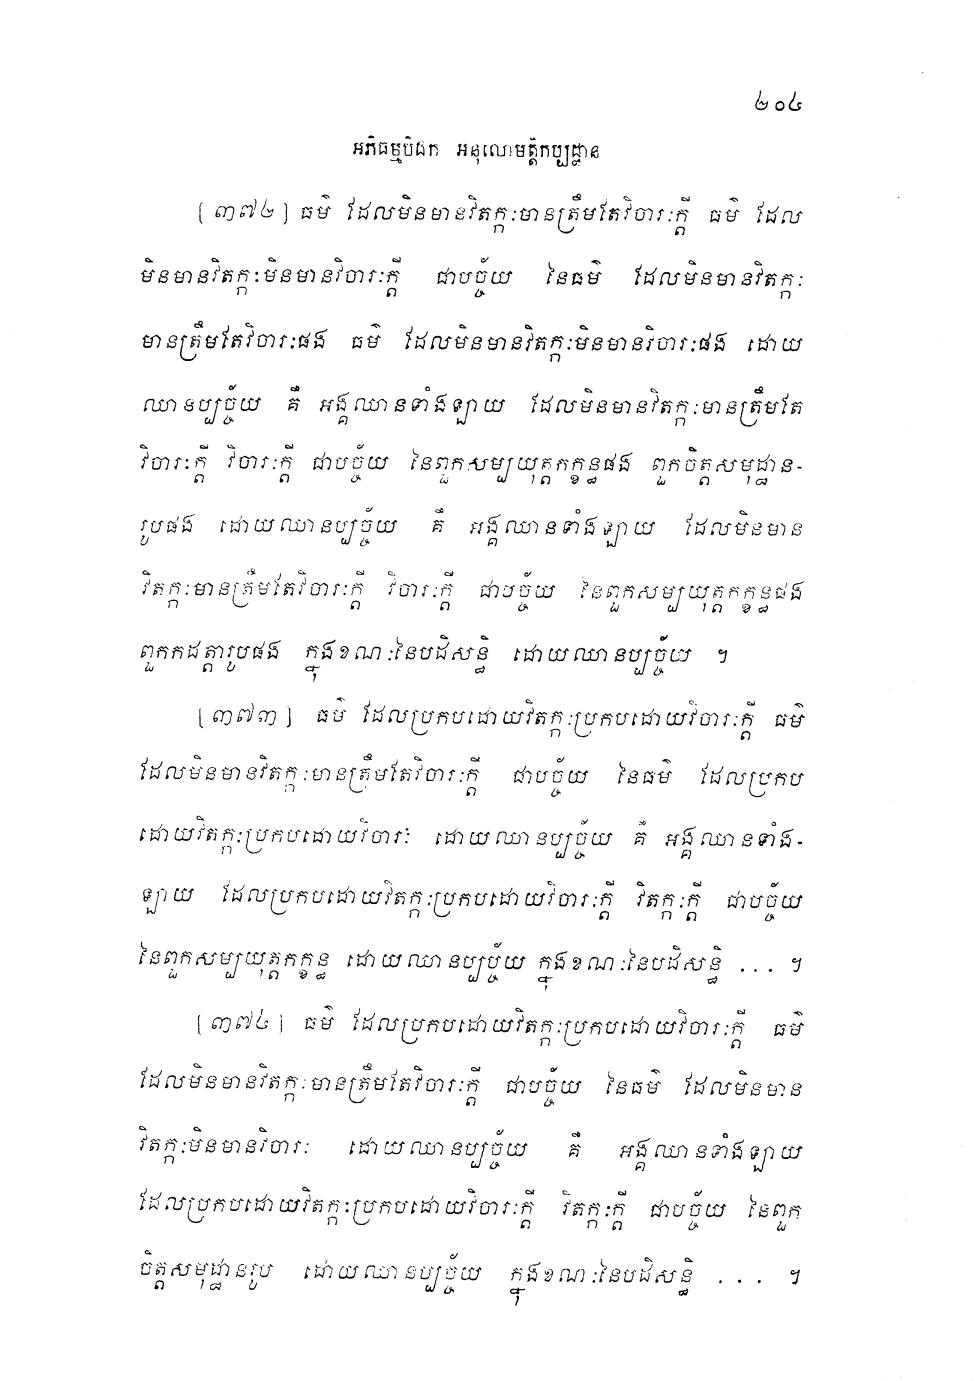 ២០៤
អភិធម្មបិដក អនុលោមត្តិកប្បដ្ឋាន
[៣៧២] ធម៌ ដែលមិនមានវិតក្កៈមានត្រឹមតែវិចារៈក្តី ធម៌ ដែល
មិនមានវិតក្កៈមិនមានវិចារៈក្តី ជាបច្ច័យ នៃធម៌ ដែលមិនមានវិតក្កៈ
មានត្រឹមតែវិចារៈផង ធម៌ ដែលមិនមានវិតក្កៈមិនមានវិចារៈផង ដោយ
ឈានប្បច្ច័យ គឺ អង្គឈានទាំងឡាយ ដែលមិនមានវិតក្កៈមានត្រឹមតែ
វិចារៈក្តី វិចារៈក្តី ជាបច្ច័យ នៃពួកសម្បយុត្តកក្ខន្ធផង ពួកចិត្តសមុដ្ឋាន-
រូបផង ដោយឈានប្បច្ច័យ គឺ អង្គឈានទាំងឡាយ ដែលមិនមាន
វិតក្កៈមានត្រឹមតែវិចារៈក្តី វិចារៈក្តី ជាបច្ច័យ នៃពួកសម្បយុត្តកក្ខន្ធផង
ពួកកដត្តារូបផង ក្នុងខណៈនៃបដិសន្ធិ ដោយឈានប្បច្ច័យ ។
[៣៧៣] ធម៌ ដែលប្រកបដោយវិតក្កៈប្រកបដោយវិចារៈក្តី ធម៌
ដែលមិនមានវិតក្កៈមានត្រឹមតែវិចារៈក្តី ជាបច្ច័យ នៃធម៌ ដែលប្រកប
ដោយវិតក្កៈប្រកបដោយវិចារៈ ដោយឈានប្បច្ច័យ គឺ អង្គឈានទាំង-
ឡាយ ដែលប្រកបដោយវិតក្កៈប្រកបដោយវិចារៈក្តី វិតក្កៈក្តី ជាបច្ច័យ
នៃពួកសម្បយុត្តកក្ខន្ធ ដោយឈានប្បច្ច័យ ក្នុងខណៈនៃបដិសន្ធិ ... ។
[៣៧៤] ធម៌ ដែលប្រកបដោយវិតក្កៈប្រកបដោយវិចារៈក្តី ធម៌
ដែលមិនមានវិតក្កៈមានត្រឹមតែវិចារៈក្តី ជាបច្ច័យ នៃធម៌ ដែលមិនមាន
វិតក្កៈមិនមានវិចារៈ ដោយឈានប្បច្ច័យ គឺ អង្គឈានទាំងឡាយ
ដែលប្រកបដោយវិតក្កៈប្រកបដោយវិចារៈក្តី វិតក្កៈក្តី ជាបច្ច័យ នៃពួក
ចិត្តសមុដ្ឋានរូប ដោយឈានប្បច្ច័យ ក្នុងខណៈនៃបដិសន្ធិ ... ។